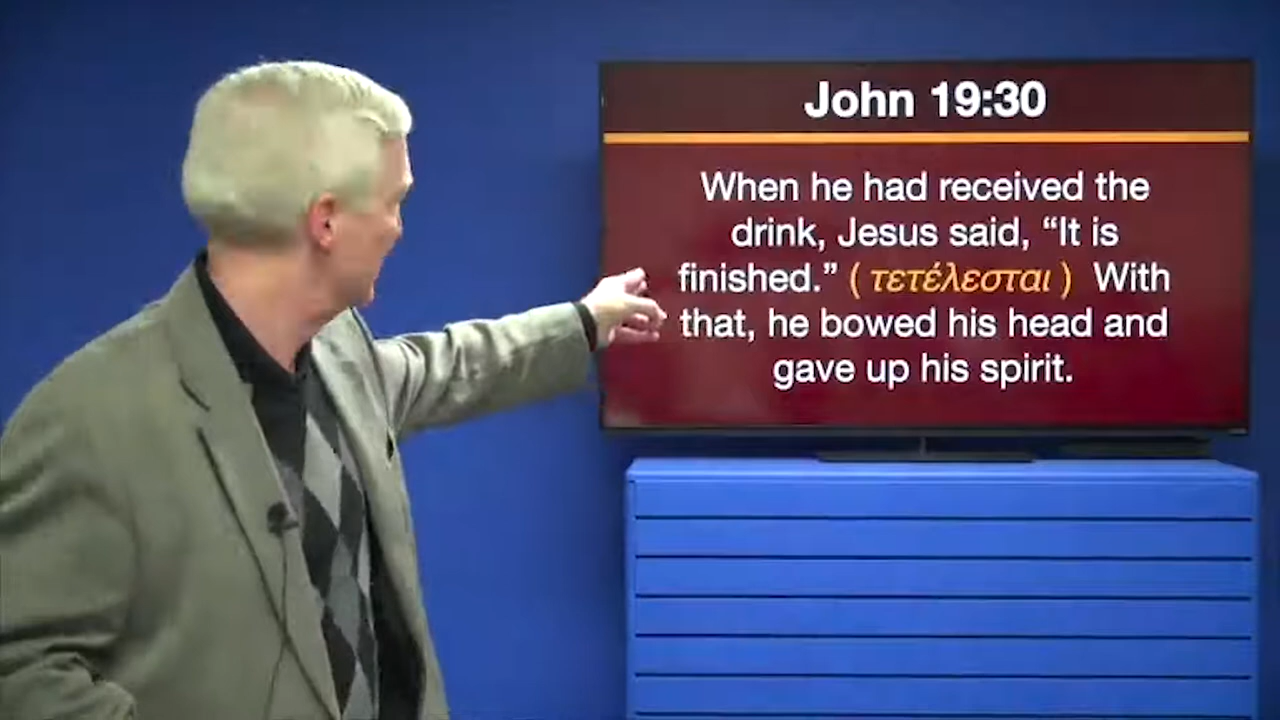 John 19:30
When he had received the
drink, Jesus said, “It is
finished.” ( τετέλεσται ) With
that, he bowed his head and
gave up his spirit.